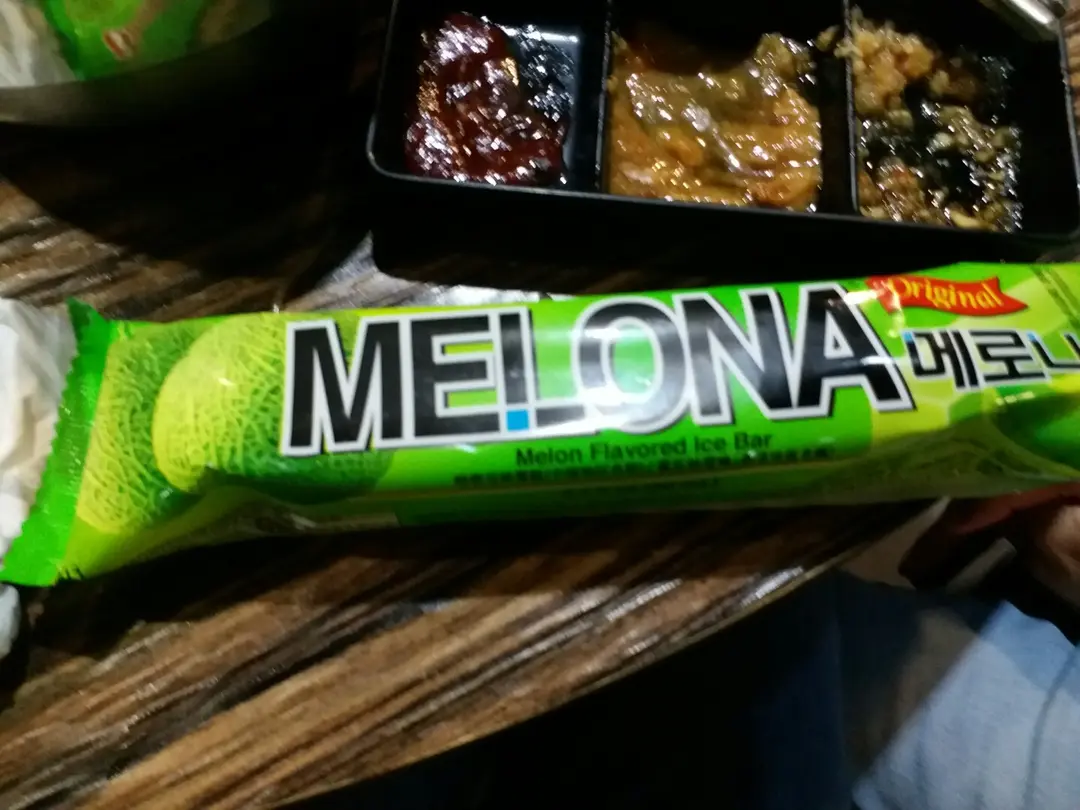 Original
MELONA
메로나
Melon Flavored Ice Bar